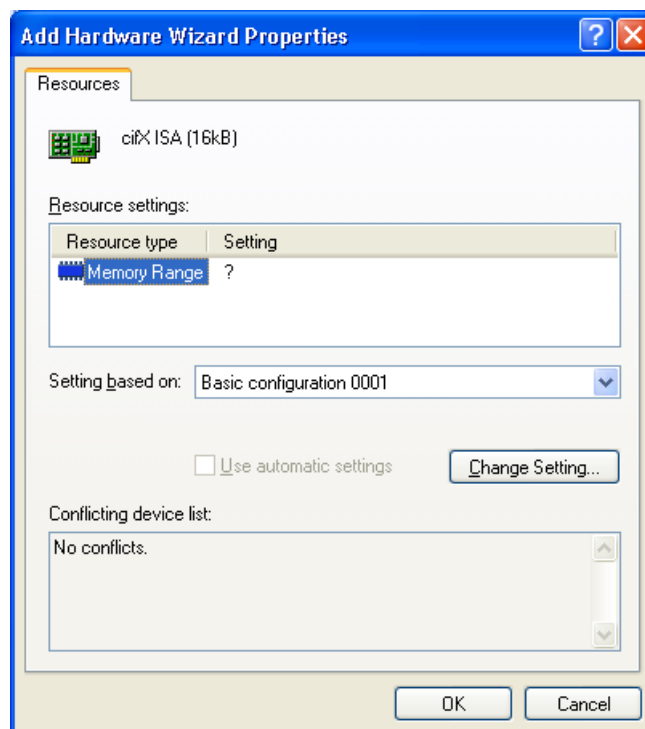 Add Hardware Wizard Properties
Resources
cifX ISA (16kB)
Resource settings:
Resource type Setting
Memory Range ?
Setting based on: Basic configuration 0001
Use automatic settings Change Setting...
Conflicting device list:
No conflicts.
OK Cancel